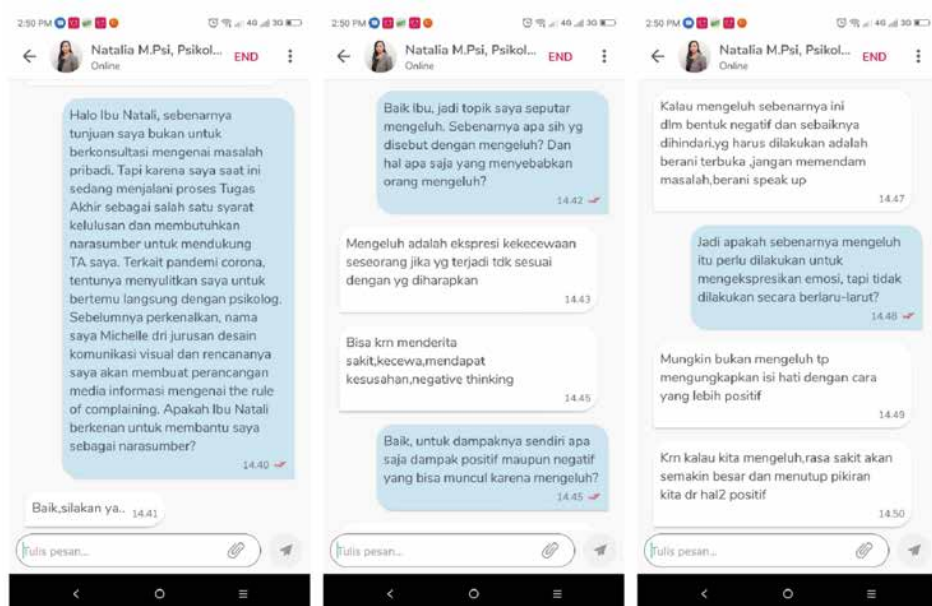 2:50 PM
4G
3G
Natalia M.Psi, Psikol...
Online
END
Halo Ibu Natali, sebenarnya
tunjuan saya bukan untuk
berkonsultasi mengenai masalah
pribadi. Tapi karena saya saat ini
sedang menjalani proses Tugas
Akhir sebagai salah satu syarat
kelulusan dan membutuhkan
narasumber untuk mendukung
TA saya. Terkait pandemi corona,
tentunya menyulitkan saya untuk
bertemu langsung dengan psikolog.
Sebelumnya perkenalkan, nama
saya Michelle dri jurusan desain
komunikasi visual dan rencananya
saya akan membuat perancangan
media informasi mengenai the rule
of complaining. Apakah Ibu Natali
berkenan untuk membantu saya
sebagai narasumber?
14.40
Baik,silakan ya.. 14.41
Tulis pesan...
2:50 PM
4G
3G
Natalia M.Psi, Psikol...
Online
END
Baik Ibu, jadi topik saya seputar
mengeluh. Sebenarnya apa sih yg
disebut dengan mengeluh? Dan
hal apa saja yang menyebabkan
orang mengeluh?
14.42
Mengeluh adalah ekspresi kekecewaan
seseorang jika yg terjadi tdk sesuai
dengan yg diharapkan
14.43
Bisa krn menderita
sakit,kecewa,mendapat
kesusahan,negative thinking
14.45
Baik, untuk dampaknya sendiri apa
saja dampak positif maupun negatif
yang bisa muncul karena mengeluh?
14.45
Tulis pesan...
2:50 PM
4G
3G
Natalia M.Psi, Psikol...
Online
END
Kalau mengeluh sebenarnya ini
dlm bentuk negatif dan sebaiknya
dihindari.yg harus dilakukan adalah
berani terbuka ,jangan memendam
masalah,berani speak up
14.47
Jadi apakah sebenarnya mengeluh
itu perlu dilakukan untuk
mengekspresikan emosi, tapi tidak
dilakukan secara berlaru-larut?
14.48
Mungkin bukan mengeluh tp
mengungkapkan isi hati dengan cara
yang lebih positif
14.49
Krn kalau kita mengeluh,rasa sakit akan
semakin besar dan menutup pikiran
kita dr hal2 positif
14.50
Tulis pesan...